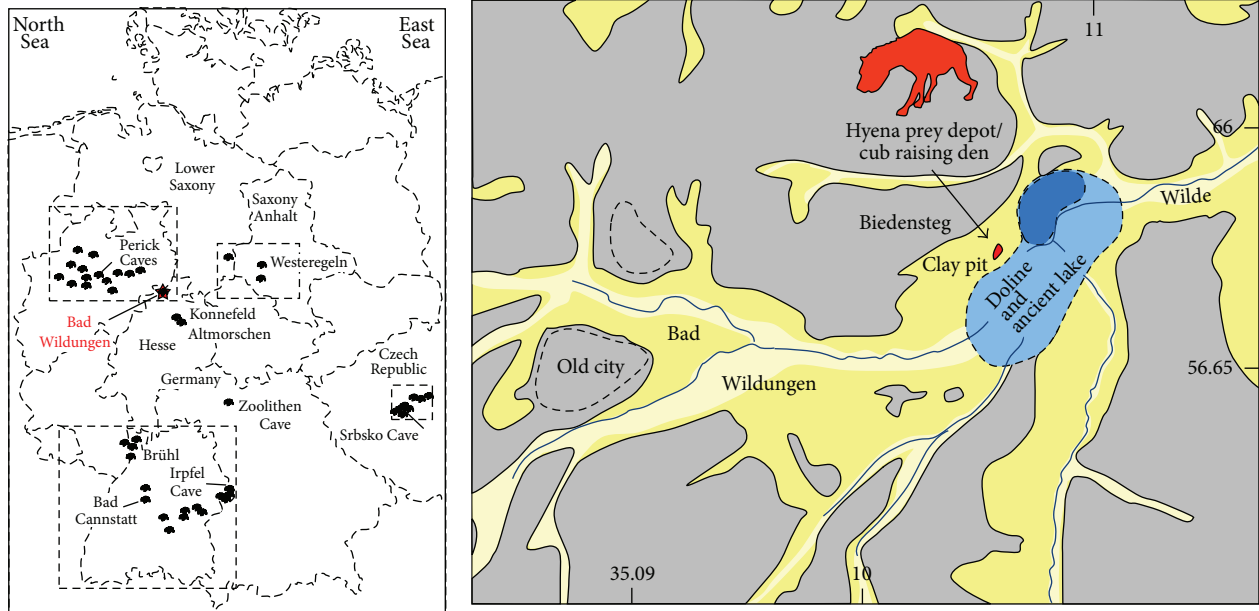 North
Sea
East
Sea
Lower
Saxony
Saxony
Anhalt
Perick
Caves
Westeregeln
Bad
Wildungen
Konnefeld
Altmorschen
Hesse
Czech
Republic
Germany
Zoolithen
Cave
Srbsko Cave
Brühl
Irpfel
Cave
Bad
Cannstatt
11
Hyena prey depot/
cub raising den
66
Biedensteg
Wilde
Clay pit
Doline
and
ancient lake
Bad
Old city
Wildungen
56.65
35.09
10